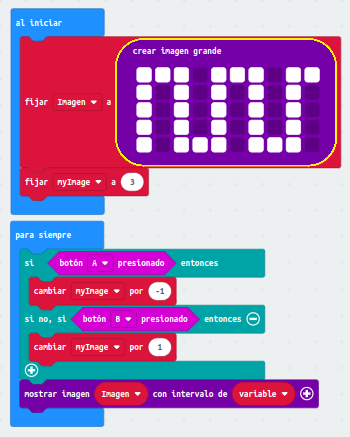 al iniciar
crear imagen grande
fijar Imagen a
fijar myImage a 3
para siempre
si botón A presionado entonces
cambiar myImage por -1
si no, si botón B presionado entonces
cambiar myImage por 1
mostrar imagen Imagen con intervalo de variable